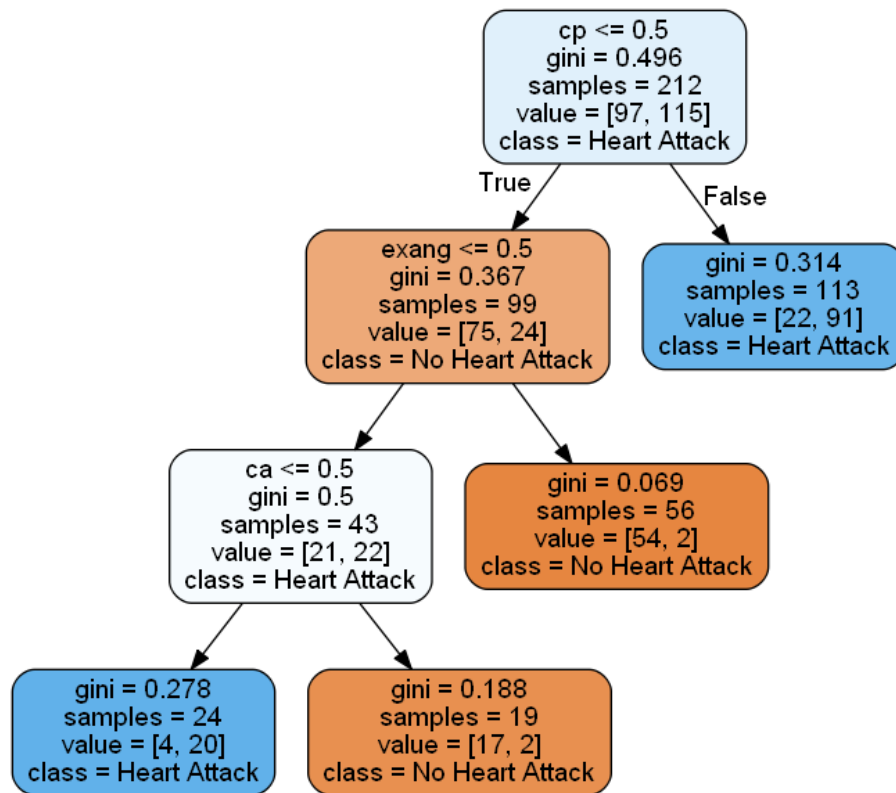 cp <= 0.5
gini = 0.496
samples = 212
value = [97, 115]
class = Heart Attack
True
False
exang <= 0.5
gini = 0.367
samples = 99
value = [75, 24]
class = No Heart Attack
gini = 0.314
samples = 113
value = [22, 91]
class = Heart Attack
ca <= 0.5
gini = 0.5
samples = 43
value = [21, 22]
class = Heart Attack
gini = 0.069
samples = 56
value = [54, 2]
class = No Heart Attack
gini = 0.278
samples = 24
value = [4, 20]
class = Heart Attack
gini = 0.188
samples = 19
value = [17, 2]
class = No Heart Attack